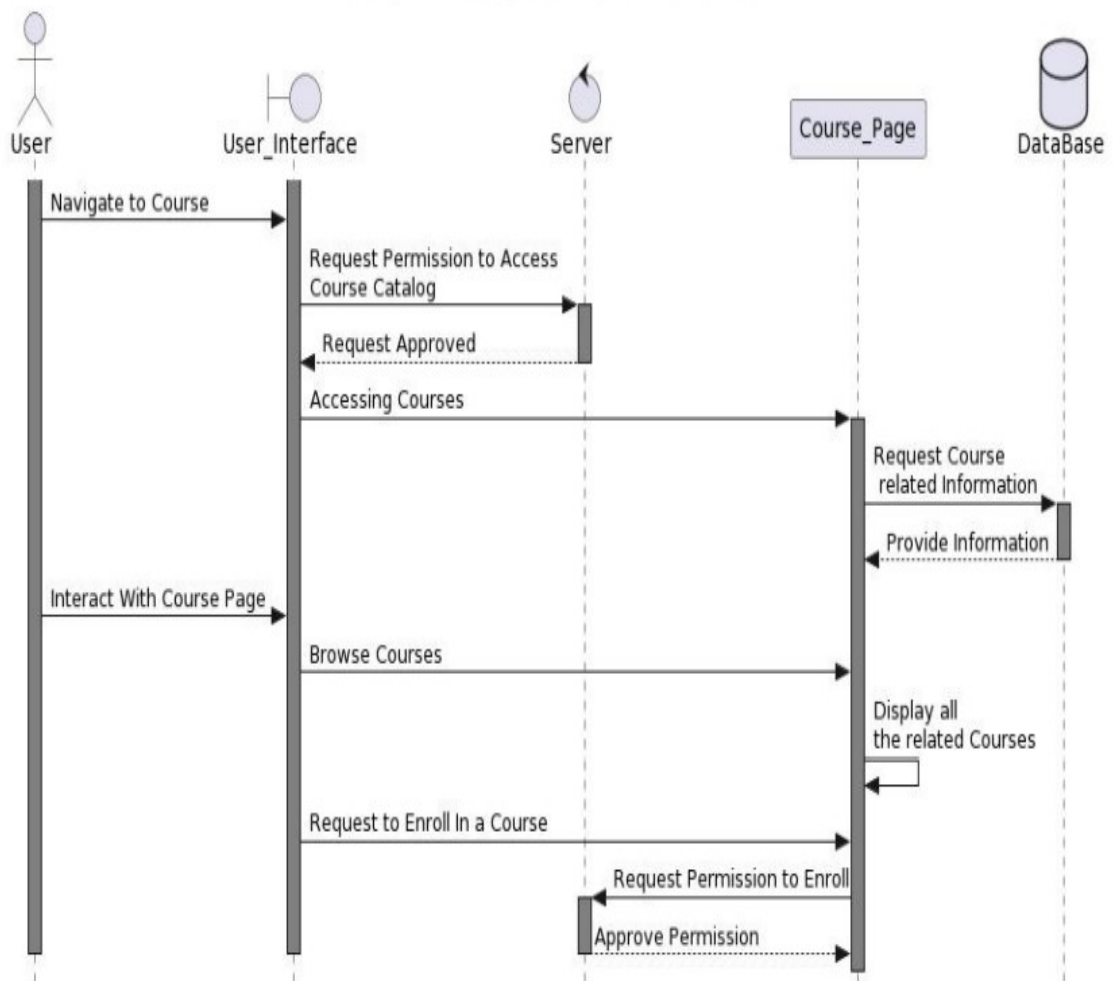 User
User_Interface
Server
Course_Page
DataBase
Navigate to Course
Request Permission to Access
Course Catalog
Request Approved
Accessing Courses
Request Course
related Information
Provide Information
Interact With Course Page
Browse Courses
Display all
the related Courses
Request to Enroll In a Course
Request Permission to Enroll
Approve Permission